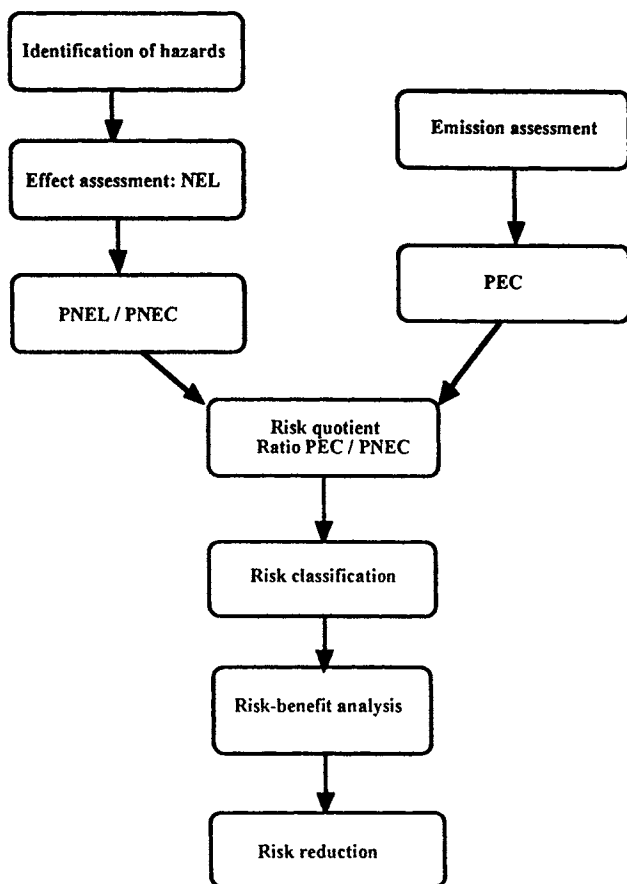 Identification of hazards
Emission assessment
Effect assessment: NEL
PEC
PNEL / PNEC
Risk quotient
Ratio PEC / PNEC
Risk classification
Risk-benefit analysis
Risk reduction